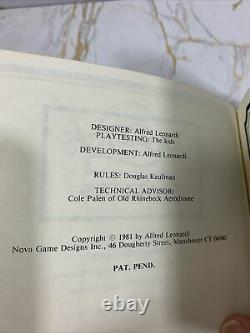 DESIGNER: Alfred Leonardi
PLAYTESTING: The kids
DEVELOPMENT: Alfred Leonardi
RULES: Douglas Kaufman
TECHNICAL ADVISOR:
Cole Palen of Old Rhinebeck Aerodrome
Copyright © 1981 by Alfred Leonardi
Nova Game Designs Inc., 46 Dougherty Street, Manchester CT 06040
PAT. PEND.